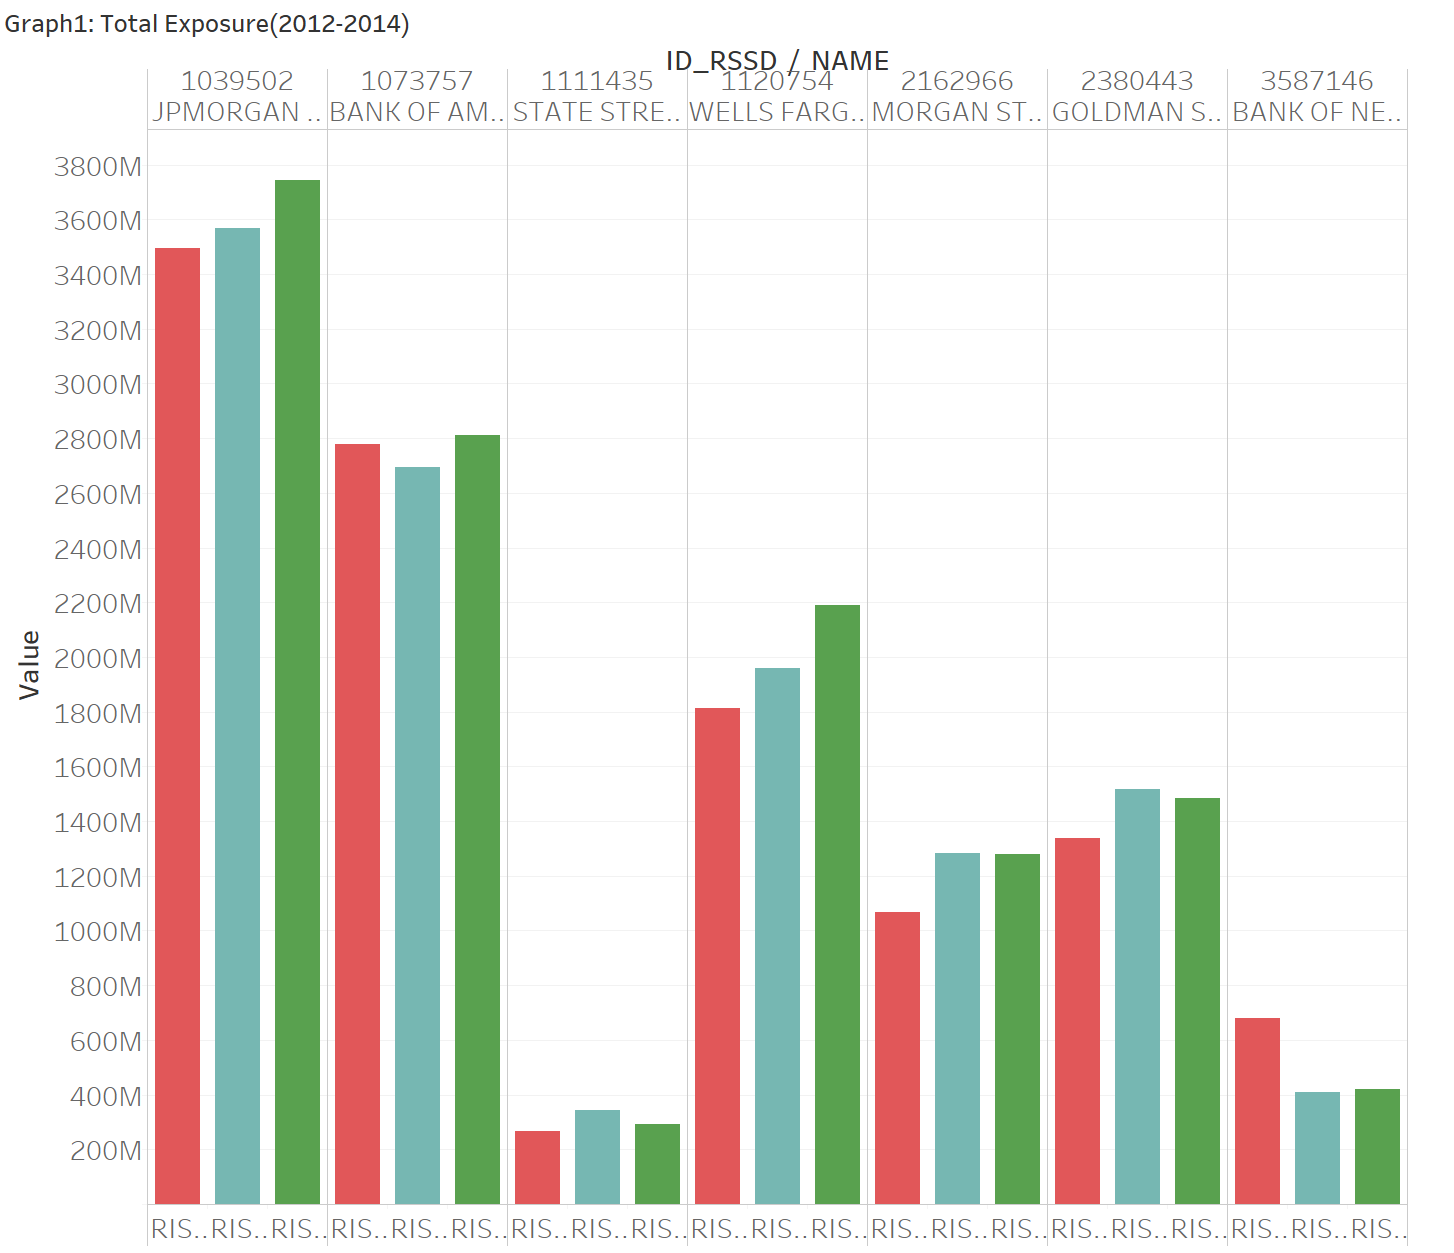 Graph1: Total Exposure(2012-2014)
ID_RSSD / NAME
1039502 1073757 1111435 1120754 2162966 2380443 3587146
JPMORGAN .. BANK OF AM.. STATE STRE.. WELLS FARG.. MORGAN ST.. GOLDMAN S.. BANK OF NE..
3800M
3600M
3400M
3200M
3000M
2800M
2600M
2400M
2200M
2000M
1800M
1600M
1400M
1200M
1000M
800M
600M
400M
200M
Value
RIS.. RIS.. RIS.. RIS.. RIS.. RIS.. RIS.. RIS.. RIS.. RIS.. RIS.. RIS.. RIS.. RIS.. RIS.. RIS.. RIS.. RIS.. RIS.. RIS.. RIS..